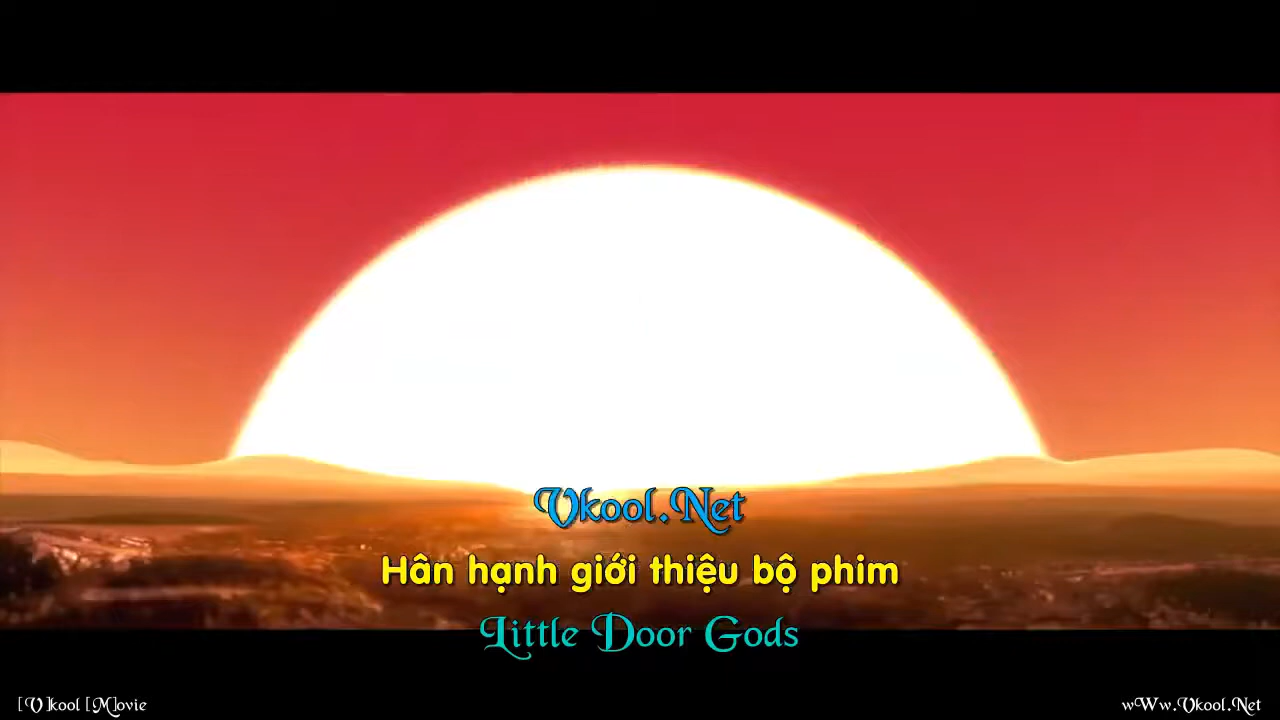 Vkool.Net
Hân hạnh giới thiệu bộ phim
Little Door Gods
[V]kool [M]ovie
wWw.Vkool.Net